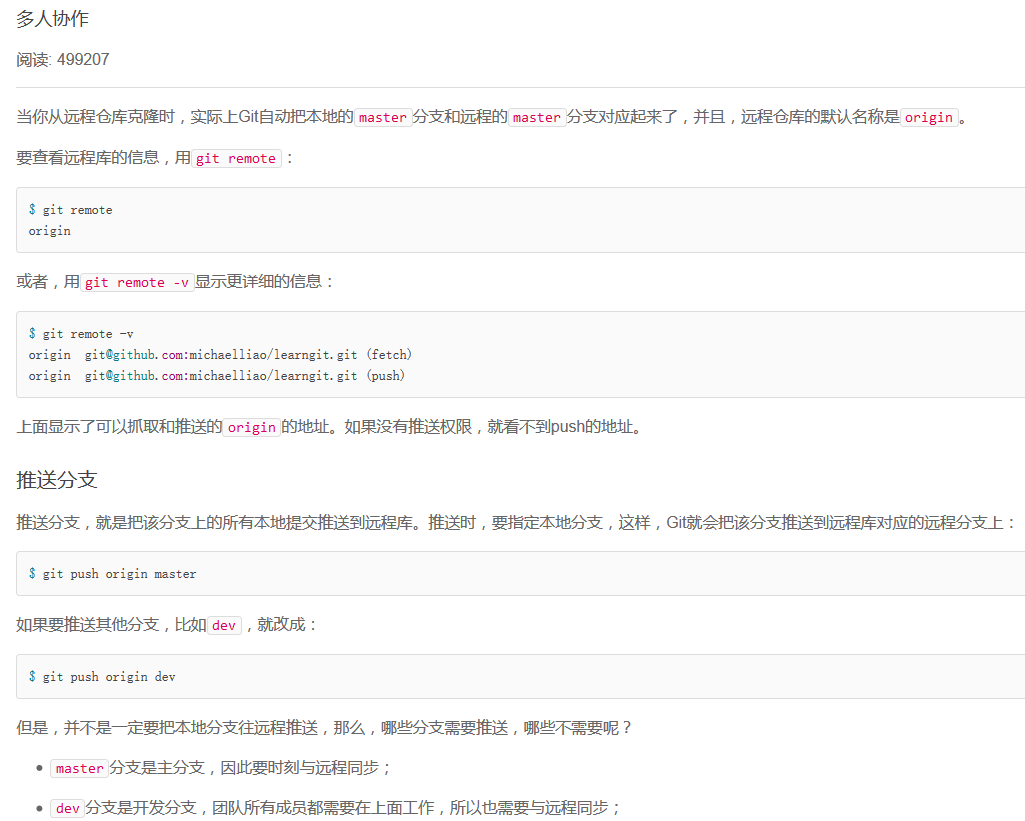 多人协作
阅读: 499207
当你从远程仓库克隆时，实际上Git自动把本地的master分支和远程的master分支对应起来了，并且，远程仓库的默认名称是origin。
要查看远程库的信息，用git remote：
$ git remote
origin
或者，用git remote -v显示更详细的信息：
$ git remote -v
origin  git@github.com:michaelliao/learngit.git (fetch)
origin  git@github.com:michaelliao/learngit.git (push)
上面显示了可以抓取和推送的origin的地址。如果没有推送权限，就看不到push的地址。
推送分支
推送分支，就是把该分支上的所有本地提交推送到远程库。推送时，要指定本地分支，这样，Git就会把该分支推送到远程库对应的远程分支上：
$ git push origin master
如果要推送其他分支，比如dev，就改成：
$ git push origin dev
但是，并不是一定要把本地分支往远程推送，那么，哪些分支需要推送，哪些不需要呢？
• master分支是主分支，因此要时刻与远程同步；
• dev分支是开发分支，团队所有成员都需要在上面工作，所以也需要与远程同步；